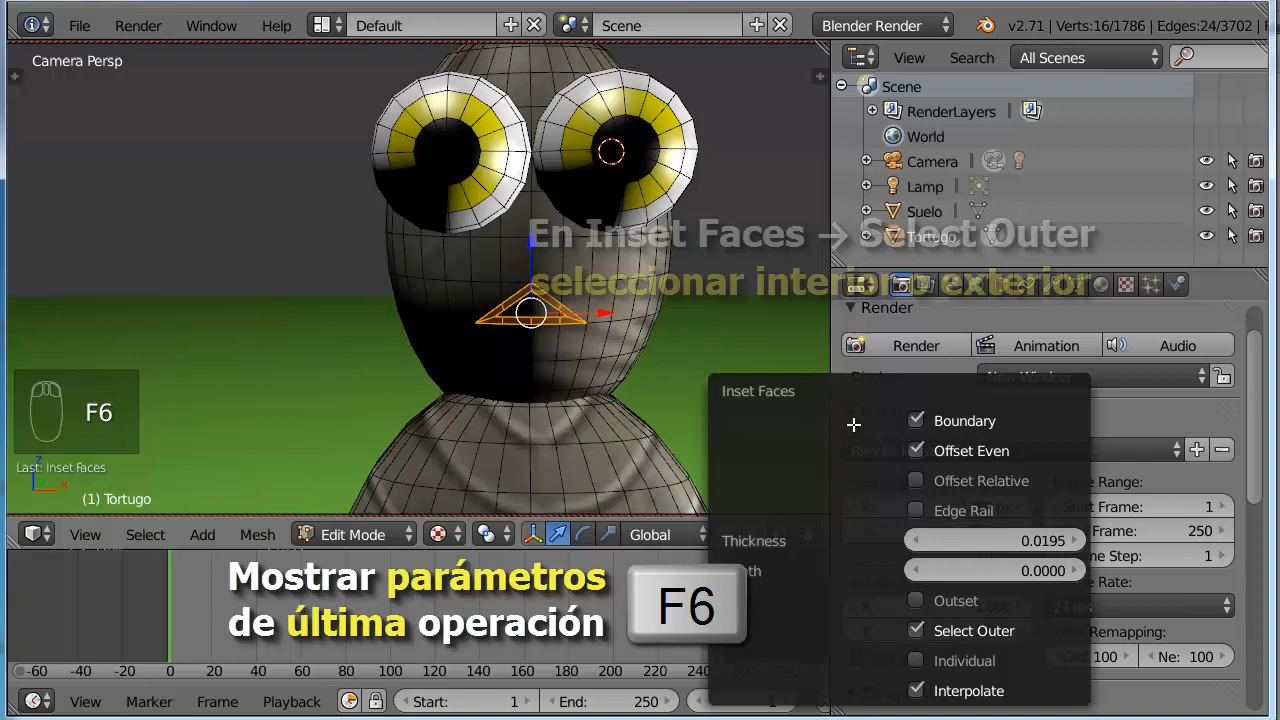 File Render Window Help Default Scene Blender Render v2.71 | Verts:16/1786 | Edges:24/3702
Camera Persp
View Search All Scenes
Scene
RenderLayers
World
Camera
Lamp
Suelo
Tortugo
En Inset Faces → Select Outer
seleccionar interior o exterior
Render
Render Animation Audio
New Window
F6
Last: Inset Faces
z
x
(1) Tortugo
Inset Faces
Boundary
Offset Even
Offset Relative
Edge Rail
Thickness 0.0195
0.0000
Outset
Select Outer
Individual
Interpolate
Frame Range:
Start Frame: 1
Frame: 250
Frame Step: 1
Rate:
Remapping:
100 Ne: 100
View Select Add Mesh Edit Mode Global
Mostrar parámetros
de última operación
F6
-60 -40 -20 0 20 40 60 80 100 120 140 160 180 200 220
View Marker Frame Playback Start: 1 End: 250